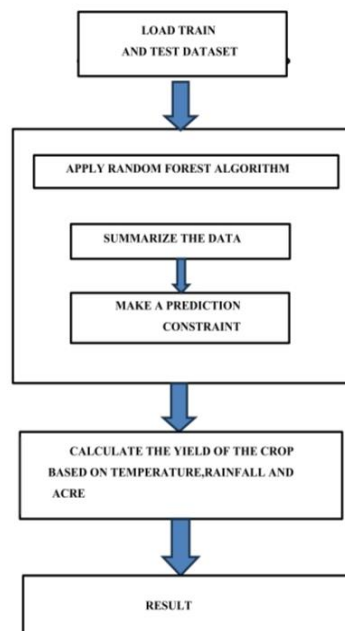 LOAD TRAIN
AND TEST DATASET
APPLY RANDOM FOREST ALGORITHM
SUMMARIZE THE DATA
MAKE A PREDICTION
CONSTRAINT
CALCULATE THE YIELD OF THE CROP
BASED ON TEMPERATURE,RAINFALL AND
ACRE
RESULT